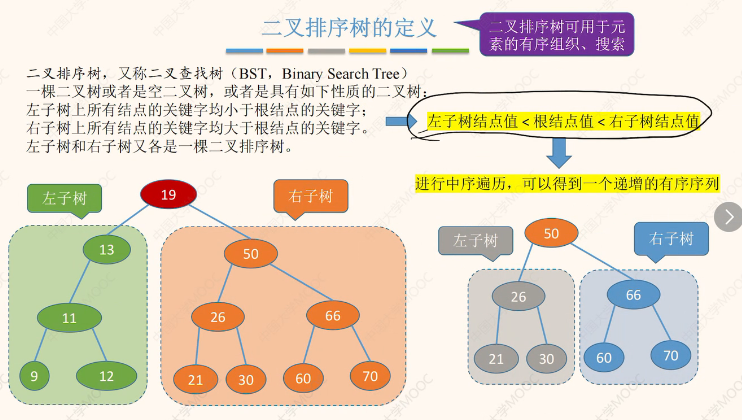 二叉排序树的定义
二叉排序树可用于元
素的有序组织、搜索
二叉排序树，又称二叉查找树（BST，Binary Search Tree）
一棵二叉树或者是空二叉树，或者是具有如下性质的二叉树：
左子树上所有结点的关键字均小于根结点的关键字；
右子树上所有结点的关键字均大于根结点的关键字。
左子树和右子树又各是一棵二叉排序树。
左子树结点值 < 根结点值 < 右子树结点值
进行中序遍历，可以得到一个递增的有序序列
左子树
19
右子树
13
50
11
26
66
9
12
21
30
60
70
左子树
50
右子树
26
66
21
30
60
70
中国大学MOOC